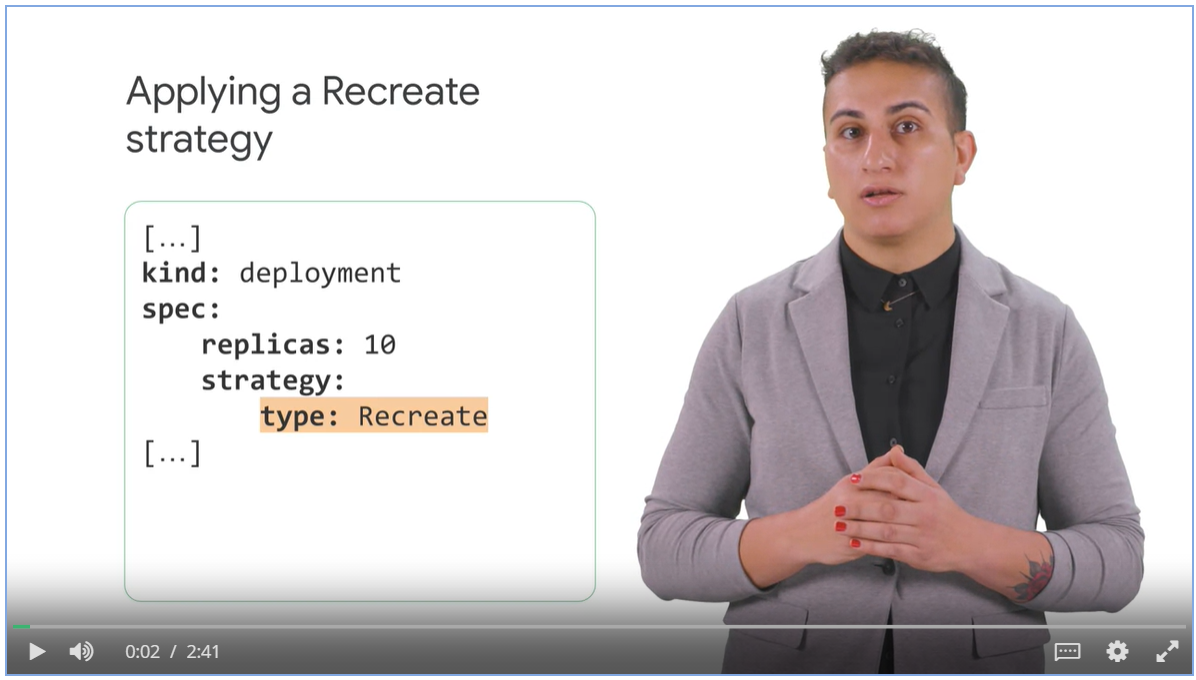 Applying a Recreate
strategy
[...]
kind: deployment
spec:
replicas: 10
strategy:
type: Recreate
[...]
0:02 / 2:41